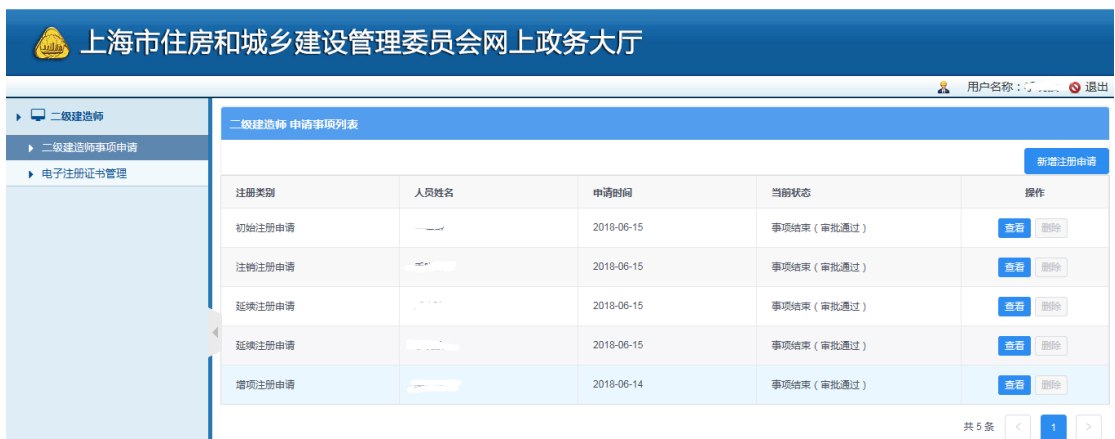 上海市住房和城乡建设管理委员会网上政务大厅
用户名称： 退出
二级建造师
二级建造师事项申请
电子注册证书管理
二级建造师 申请事项列表
新增注册申请
注册类别 人员姓名 申请时间 当前状态 操作
初始注册申请 2018-06-15 事项结束（审批通过） 查看 删除
注销注册申请 2018-06-15 事项结束（审批通过） 查看 删除
延续注册申请 2018-06-15 事项结束（审批通过） 查看 删除
延续注册申请 2018-06-15 事项结束（审批通过） 查看 删除
增项注册申请 2018-06-14 事项结束（审批通过） 查看 删除
共 5 条 < 1 >